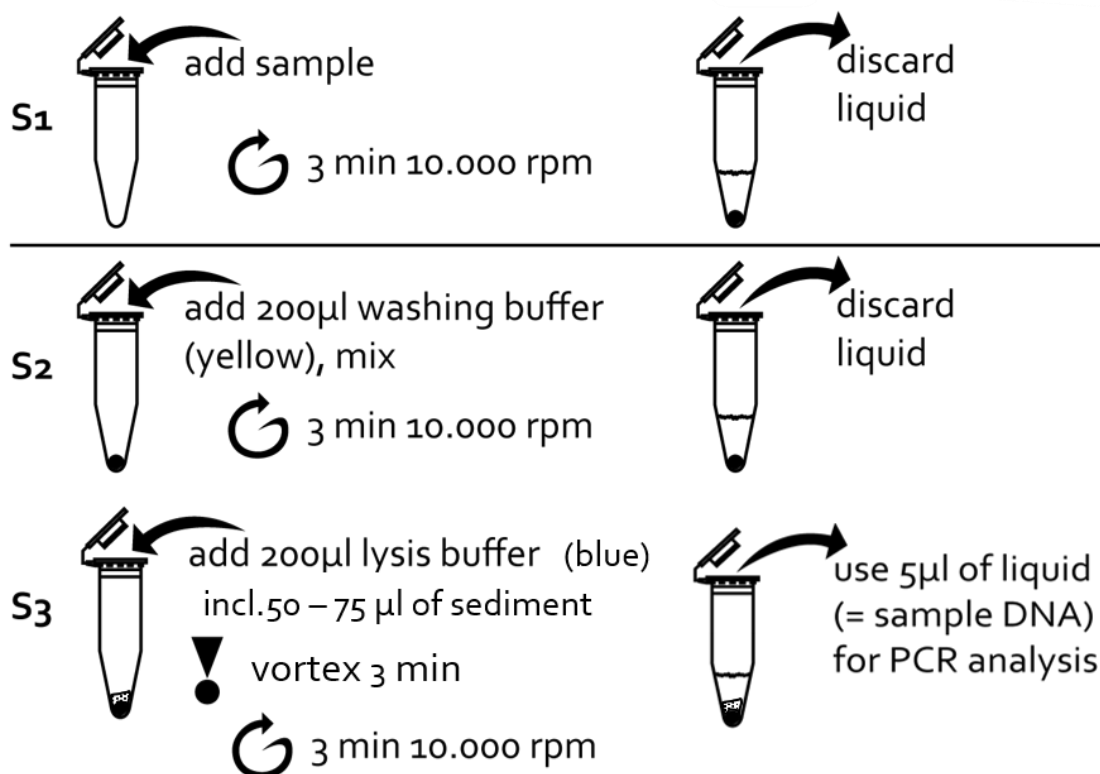 S1
add sample
3 min 10.000 rpm
discard
liquid
S2
add 200µl washing buffer
(yellow), mix
3 min 10.000 rpm
discard
liquid
S3
add 200µl lysis buffer (blue)
incl.50 – 75 µl of sediment
vortex 3 min
3 min 10.000 rpm
use 5µl of liquid
(= sample DNA)
for PCR analysis